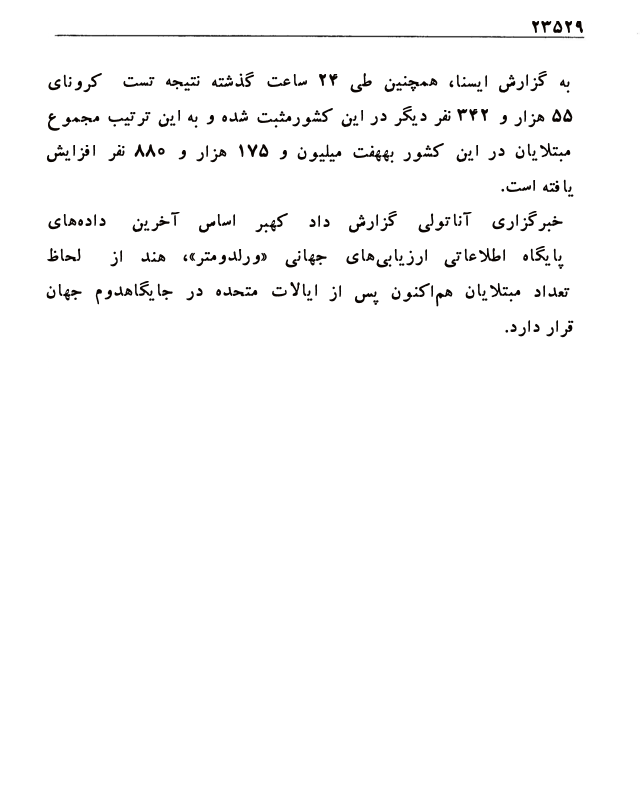 ۲۳۵۲۹
به گزارش ایسنا، همچنین طی ۲۴ ساعت گذشته نتیجه تست کرونای
۵۵ هزار و ۳۴۲ نفر دیگر در این کشورمثبت شده و به این ترتیب مجموع
مبتلایان در این کشور بههفت میلیون و ۱۷۵ هزار و ۸۸۰ نفر افزایش
یافته است.
خبرگزاری آناتولی گزارش داد کهبر اساس آخرین داده‌های
پایگاه اطلاعاتی ارزیابی‌های جهانی «ورلدومتر»، هند از لحاظ
تعداد مبتلایان هم‌اکنون پس از ایالات متحده در جایگاهدوم جهان
قرار دارد.